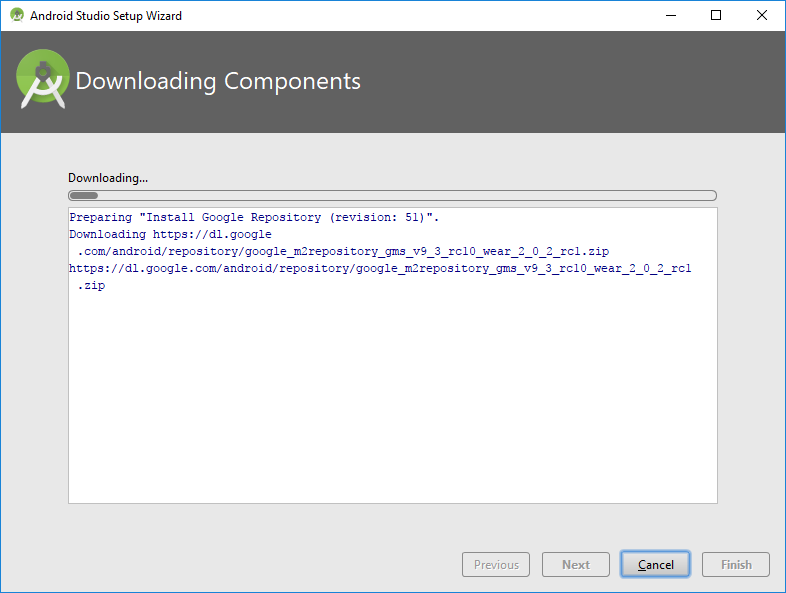 Android Studio Setup Wizard
Downloading Components
Downloading...
Preparing "Install Google Repository (revision: 51)".
Downloading https://dl.google
.com/android/repository/google_m2repository_gms_v9_3_rc10_wear_2_0_2_rc1.zip
https://dl.google.com/android/repository/google_m2repository_gms_v9_3_rc10_wear_2_0_2_rc1
.zip
Previous Next Cancel Finish